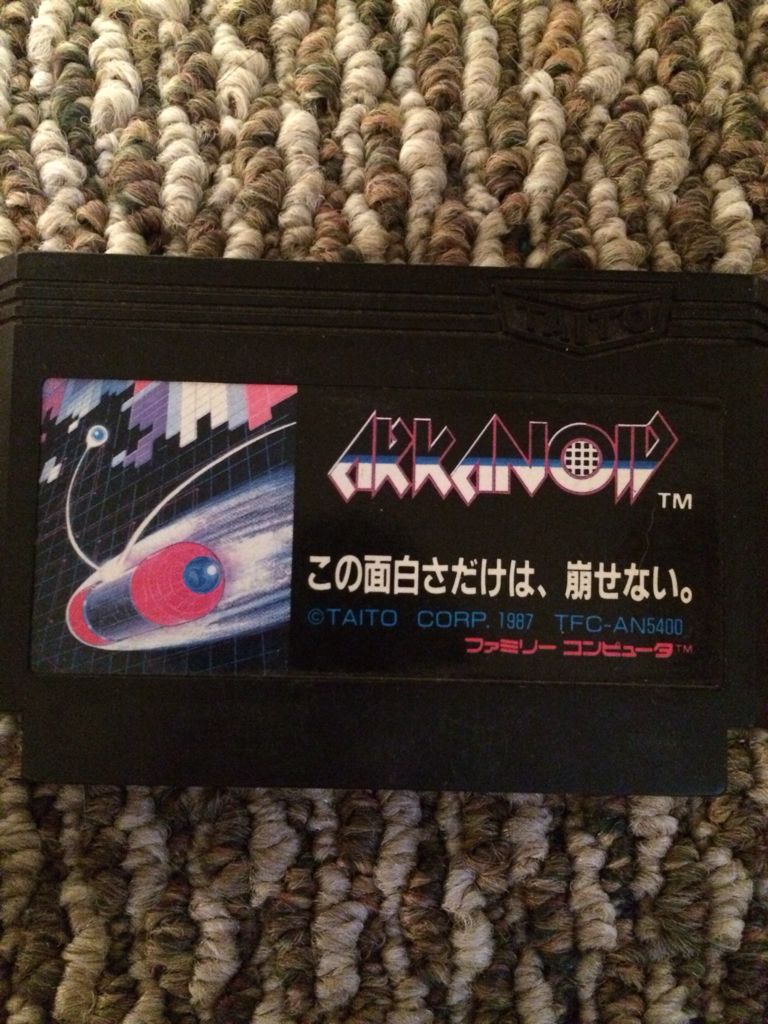 TAITO
ARKANOID
TM
この面白さだけは、崩せない。
©TAITO CORP. 1987 TFC-AN5400
ファミリー コンピュータ™